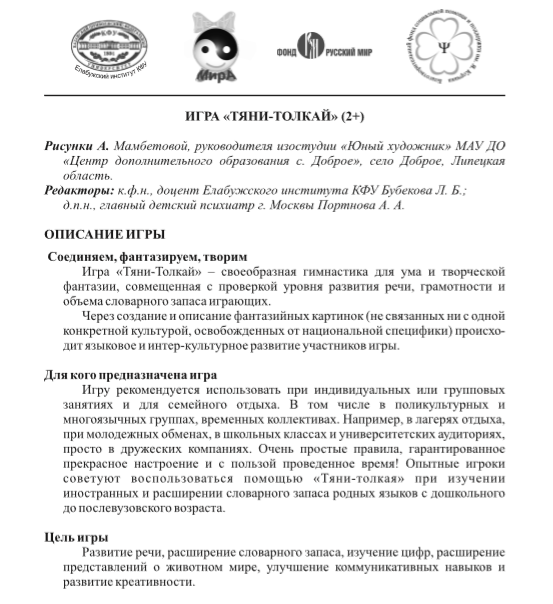 КФУ
1891
Елабужский институт КФУ
МирА
ФОНД РУССКИЙ МИР
Ψ
ИГРА «ТЯНИ-ТОЛКАЙ» (2+)
Рисунки А. Мамбетовой, руководителя изостудии «Юный художник» МАУ ДО
«Центр дополнительного образования с. Доброе», село Доброе, Липецкая
область.
Редакторы: к.ф.н., доцент Елабужского института КФУ Бубекова Л. Б.;
д.п.н., главный детский психиатр г. Москвы Портнова А. А.
ОПИСАНИЕ ИГРЫ
Соединяем, фантазируем, творим
Игра «Тяни-Толкай» – своеобразная гимнастика для ума и творческой
фантазии, совмещенная с проверкой уровня развития речи, грамотности и
объема словарного запаса играющих.
Через создание и описание фантазийных картинок (не связанных ни с одной
конкретной культурой, освобожденных от национальной специфики) происхо-
дит языковое и интер-культурное развитие участников игры.
Для кого предназначена игра
Игру рекомендуется использовать при индивидуальных или групповых
занятиях и для семейного отдыха. В том числе в поликультурных и
многоязычных группах, временных коллективах. Например, в лагерях отдыха,
при молодежных обменах, в школьных классах и университетских аудиториях,
просто в дружеских компаниях. Очень простые правила, гарантированное
прекрасное настроение и с пользой проведенное время! Опытные игроки
советуют воспользоваться помощью «Тяни-толкая» при изучении
иностранных и расширении словарного запаса родных языков с дошкольного
до послевузовского возраста.
Цель игры
Развитие речи, расширение словарного запаса, изучение цифр, расширение
представлений о животном мире, улучшение коммуникативных навыков и
развитие креативности.